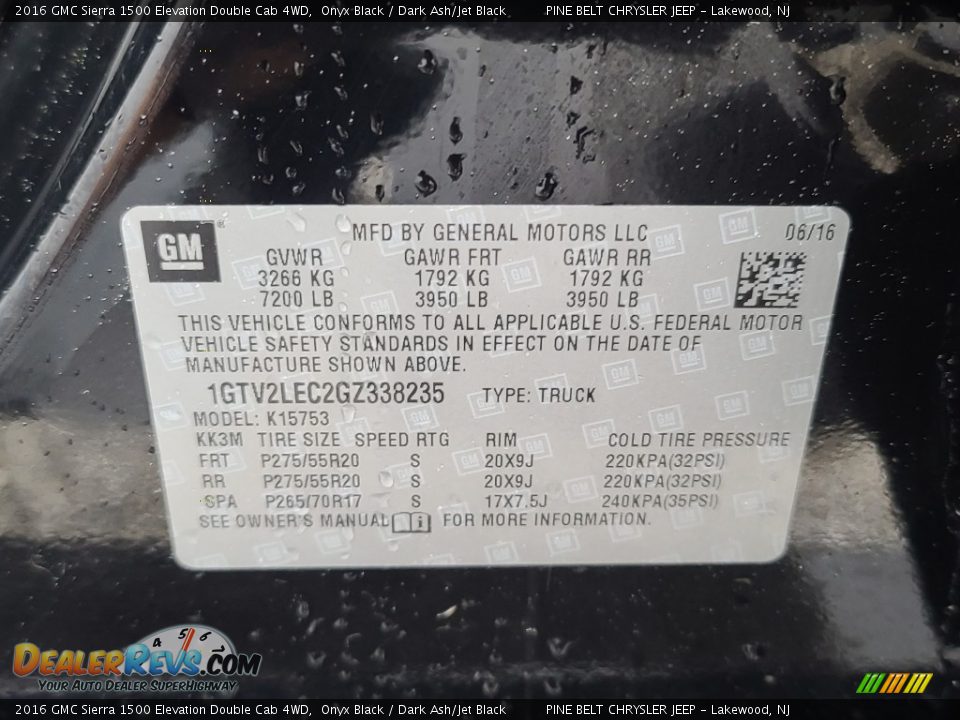 2016 GMC Sierra 1500 Elevation Double Cab 4WD, Onyx Black / Dark Ash/Jet Black PINE BELT CHRYSLER JEEP - Lakewood, NJ
GM MFD BY GENERAL MOTORS LLC 06/16
GVWR GAWR FRT GAWR RR
3266 KG 1792 KG 1792 KG
7200 LB 3950 LB 3950 LB
THIS VEHICLE CONFORMS TO ALL APPLICABLE U.S. FEDERAL MOTOR
VEHICLE SAFETY STANDARDS IN EFFECT ON THE DATE OF
MANUFACTURE SHOWN ABOVE.
1GTV2LEC2GZ338235 TYPE: TRUCK
MODEL: K15753
KK3M TIRE SIZE SPEED RTG RIM COLD TIRE PRESSURE
FRT P275/55R20 S 20X9J 220KPA(32PSI)
RR P275/55R20 S 20X9J 220KPA(32PSI)
SPA P265/70R17 S 17X7.5J 240KPA(35PSI)
SEE OWNER'S MANUAL FOR MORE INFORMATION.
4 5 6
DEALERREVS.COM
YOUR AUTO DEALER SUPERHIGHWAY
2016 GMC Sierra 1500 Elevation Double Cab 4WD, Onyx Black / Dark Ash/Jet Black PINE BELT CHRYSLER JEEP - Lakewood, NJ